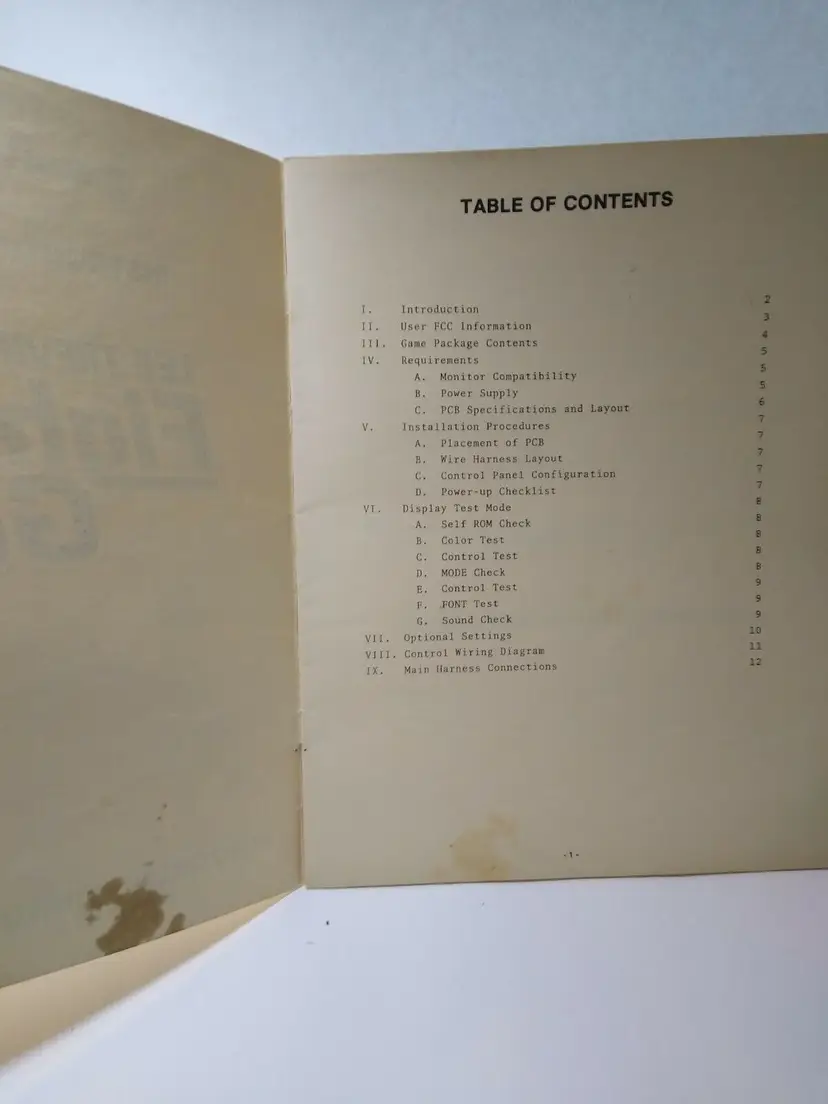 TABLE OF CONTENTS
I. Introduction 2
II. User FCC Information 3
III. Game Package Contents 4
IV. Requirements 5
A. Monitor Compatibility 5
B. Power Supply 5
C. PCB Specifications and Layout 6
V. Installation Procedures 7
A. Placement of PCB 7
B. Wire Harness Layout 7
C. Control Panel Configuration 7
D. Power-up Checklist 7
VI. Display Test Mode 8
A. Self ROM Check 8
B. Color Test 8
C. Control Test 8
D. MODE Check 8
E. Control Test 9
F. FONT Test 9
G. Sound Check 9
VII. Optional Settings 10
VIII. Control Wiring Diagram 11
IX. Main Harness Connections 12
-1-